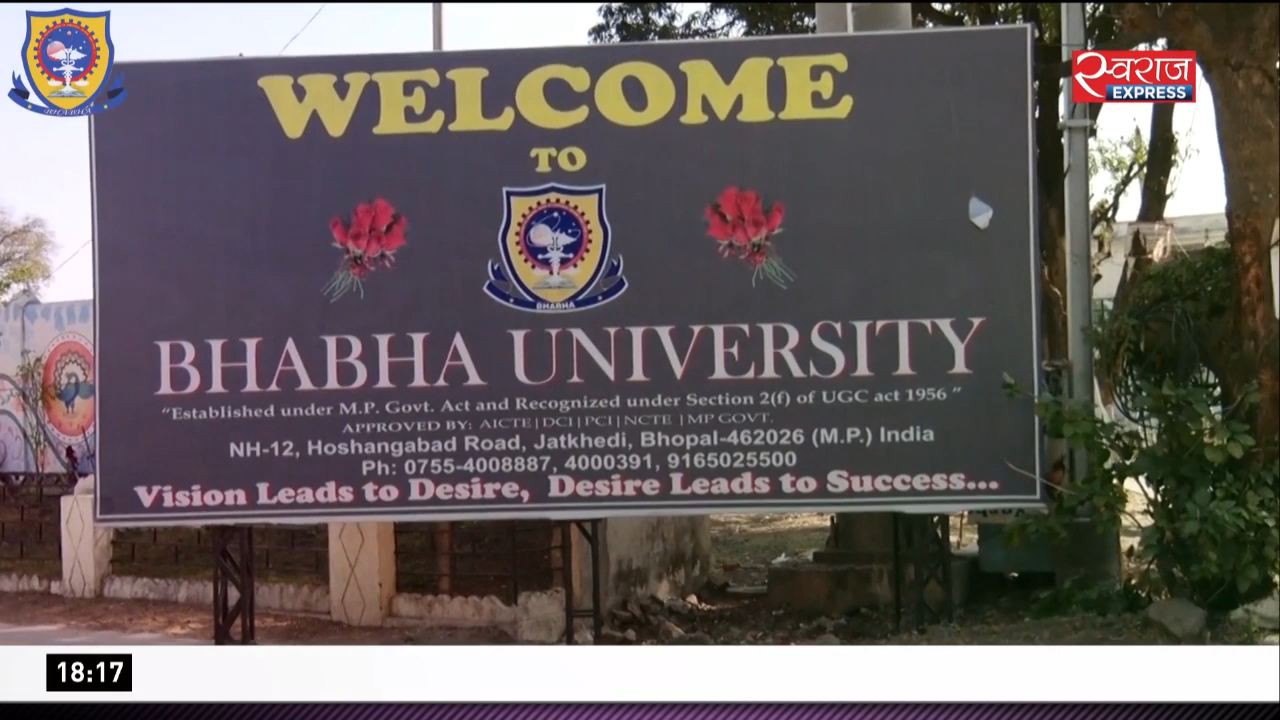 स्वराज
EXPRESS
WELCOME
TO
BHABHA
BHABHA UNIVERSITY
“Established under M.P. Govt. Act and Recognized under Section 2(f) of UGC act 1956 ”
APPROVED BY: AICTE|DCI|PCI|NCTE |MP GOVT.
NH-12, Hoshangabad Road, Jatkhedi, Bhopal-462026 (M.P.) India
Ph: 0755-4008887, 4000391, 9165025500
Vision Leads to Desire, Desire Leads to Success...
18:17